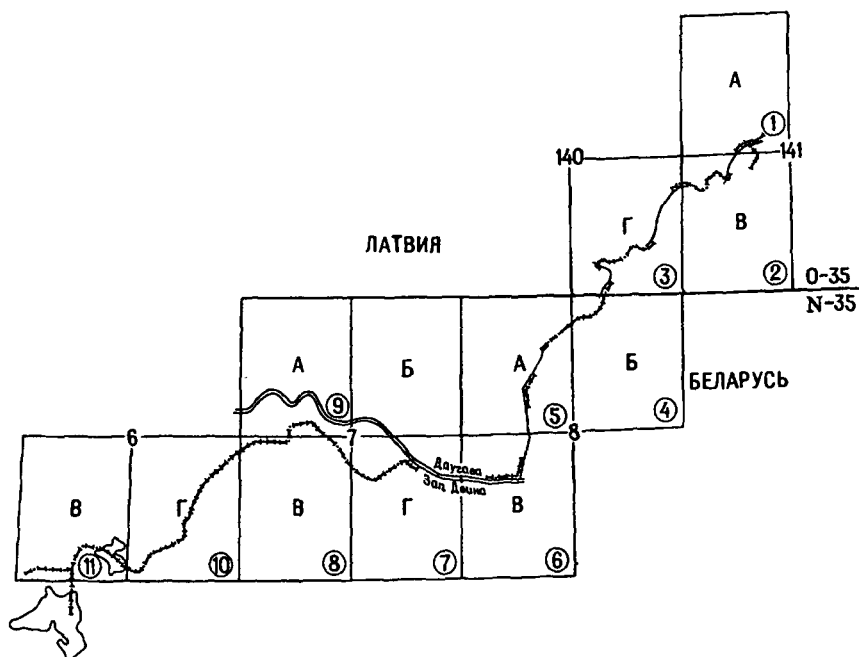 А
①
140 141
ЛАТВИЯ
Г В
③ ②
О-35
N-35
А Б А Б
БЕЛАРУСЬ
⑨ ⑤ ④
6 7 8
Даугава
Зап Двина
В Г В Г В
⑪ ⑩ ⑧ ⑦ ⑥